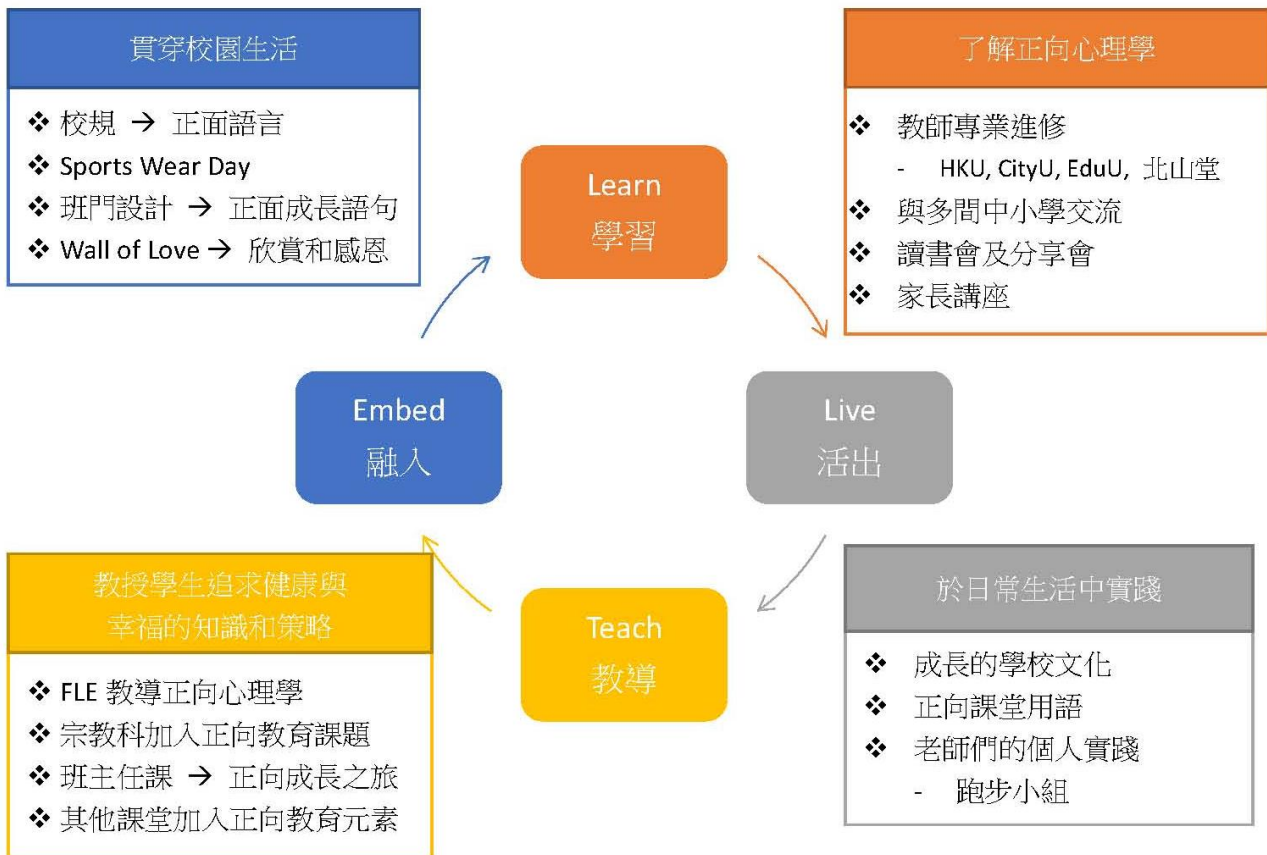 貫穿校園生活
❖ 校規 → 正面語言
❖ Sports Wear Day
❖ 班門設計 → 正面成長語句
❖ Wall of Love → 欣賞和感恩
了解正向心理學
❖ 教師專業進修
- HKU, CityU, EduU, 北山堂
❖ 與多間中小學交流
❖ 讀書會及分享會
❖ 家長講座
Learn
學習
Embed
融入
Live
活出
Teach
教導
教授學生追求健康與
幸福的知識和策略
❖ FLE 教導正向心理學
❖ 宗教科加入正向教育課題
❖ 班主任課 → 正向成長之旅
❖ 其他課堂加入正向教育元素
於日常生活中實踐
❖ 成長的學校文化
❖ 正向課堂用語
❖ 老師們的個人實踐
- 跑步小組